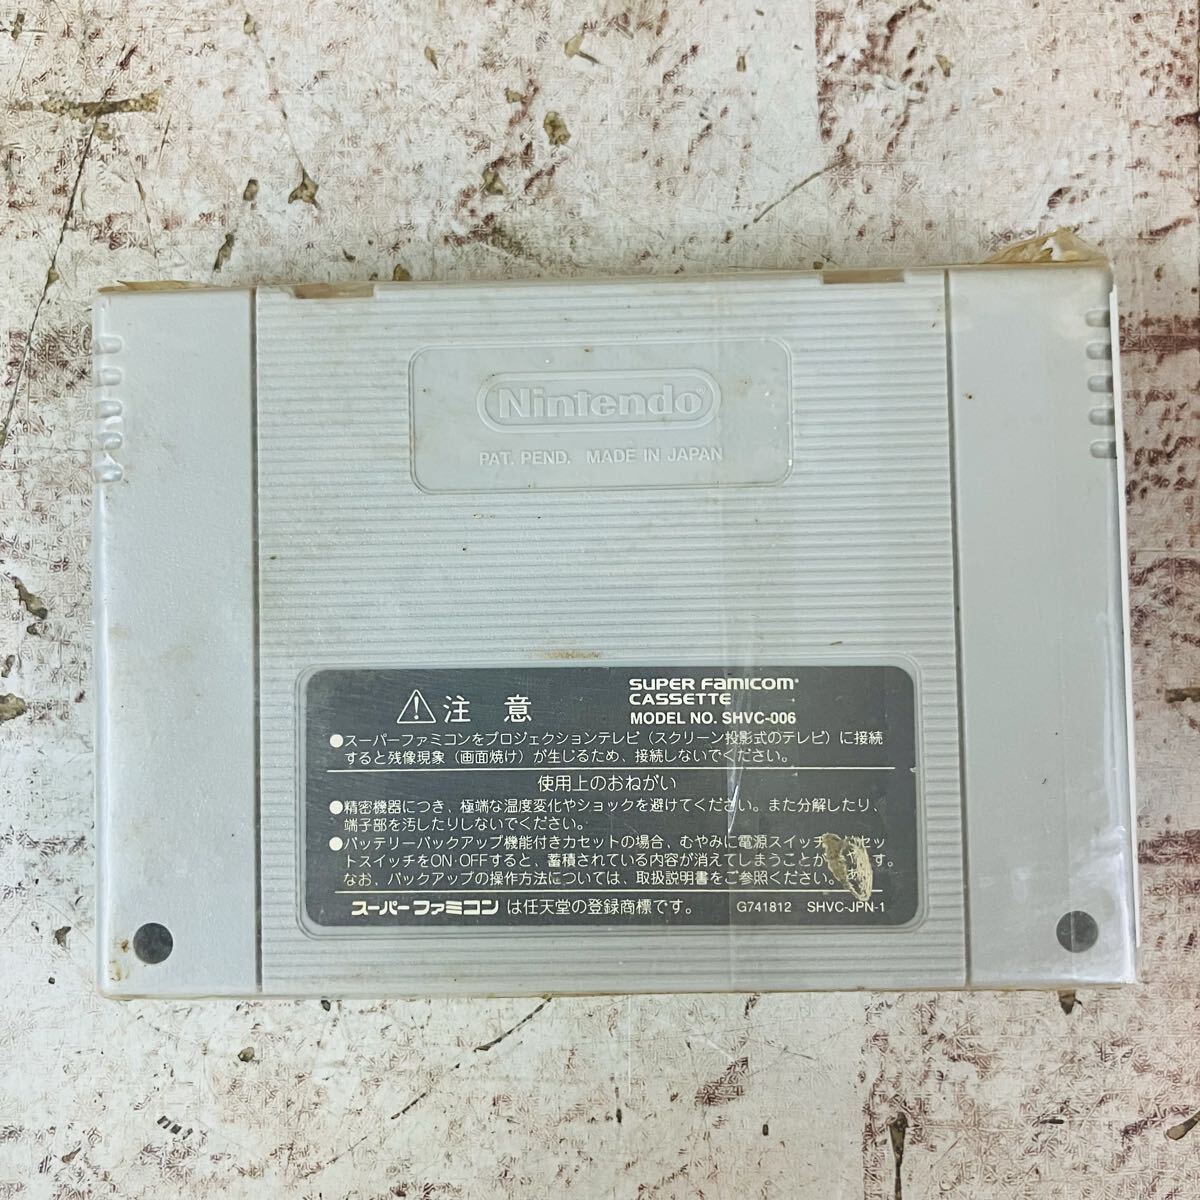 Nintendo®
PAT. PEND. MADE IN JAPAN
注意
SUPER FAMICOM®
CASSETTE
MODEL NO. SHVC-006
●スーパーファミコンをプロジェクションテレビ（スクリーン投影式のテレビ）に接続
すると残像現象（画面焼け）が生じるため、接続しないでください。
使用上のおねがい
●精密機器につき、極端な温度変化やショックを避けてください。また分解したり、
端子部を汚したりしないでください。
●バッテリーバックアップ機能付きカセットの場合、むやみに電源スイッチ セッ
トスイッチをON·OFFすると、蓄積されている内容が消えてしまうことが す。
なお、バックアップの操作方法については、取扱説明書をご参照ください。
スーパーファミコンは任天堂の登録商標です。
G741812 SHVC-JPN-1